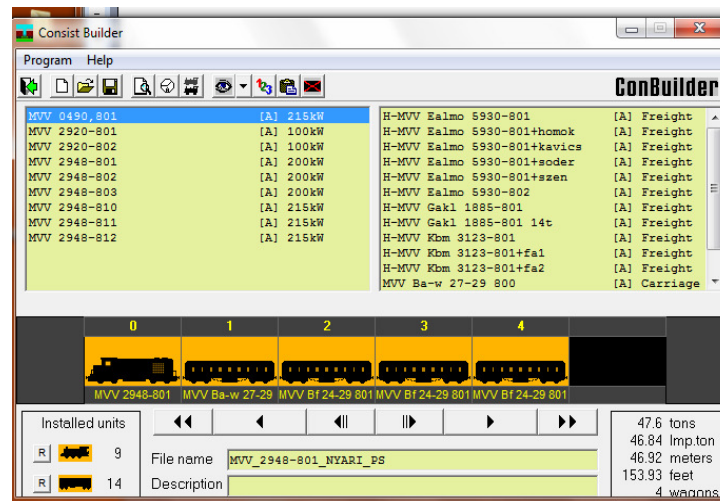 Consist Builder
Program Help
ConBuilder
MVV 0490,801 [A] 215kW
MVV 2920-801 [A] 100kW
MVV 2920-802 [A] 100kW
MVV 2948-801 [A] 200kW
MVV 2948-802 [A] 200kW
MVV 2948-803 [A] 200kW
MVV 2948-810 [A] 215kW
MVV 2948-811 [A] 215kW
MVV 2948-812 [A] 215kW
H-MVV Ealmo 5930-801 [A] Freight
H-MVV Ealmo 5930-801+homok [A] Freight
H-MVV Ealmo 5930-801+kavics [A] Freight
H-MVV Ealmo 5930-801+soder [A] Freight
H-MVV Ealmo 5930-801+szen [A] Freight
H-MVV Ealmo 5930-802 [A] Freight
H-MVV Gakl 1885-801 [A] Freight
H-MVV Gakl 1885-801 14t [A] Freight
H-MVV Kbm 3123-801 [A] Freight
H-MVV Kbm 3123-801+fa1 [A] Freight
H-MVV Kbm 3123-801+fa2 [A] Freight
MVV Ba-w 27-29 800 [A] Carriage
0 1 2 3 4
MVV 2948-801 MVV Ba-w 27-29 MVV Bf 24-29 801 MVV Bf 24-29 801 MVV Bf 24-29 801
Installed units
R 9
R 14
File name MVV_2948-801_NYARI_PS
Description
47.6 tons
46.84 Imp.ton
46.92 meters
153.93 feet
4 wagons